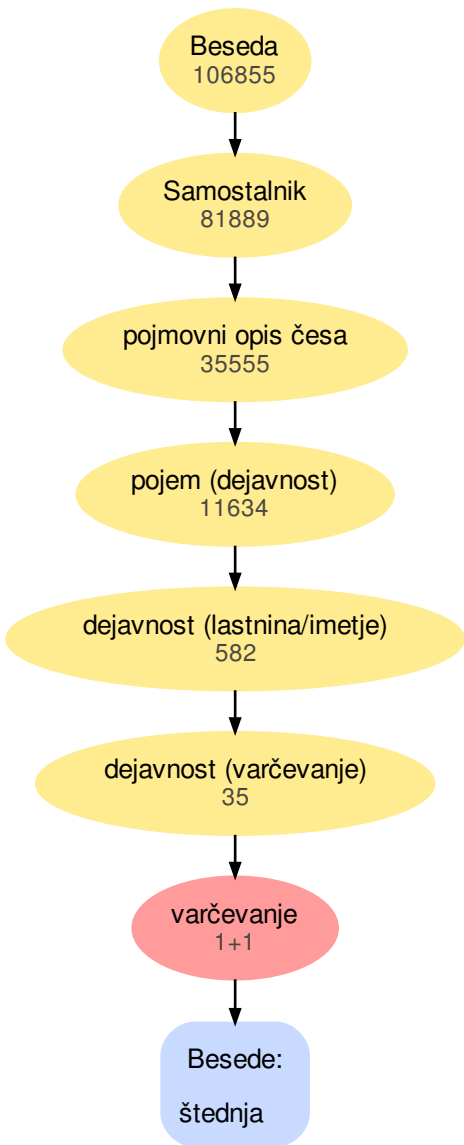 Beseda
106855
Samostalnik
81889
pojmovni opis česa
35555
pojem (dejavnost)
11634
dejavnost (lastnina/imetje)
582
dejavnost (varčevanje)
35
varčevanje
1+1
Besede:
štednja